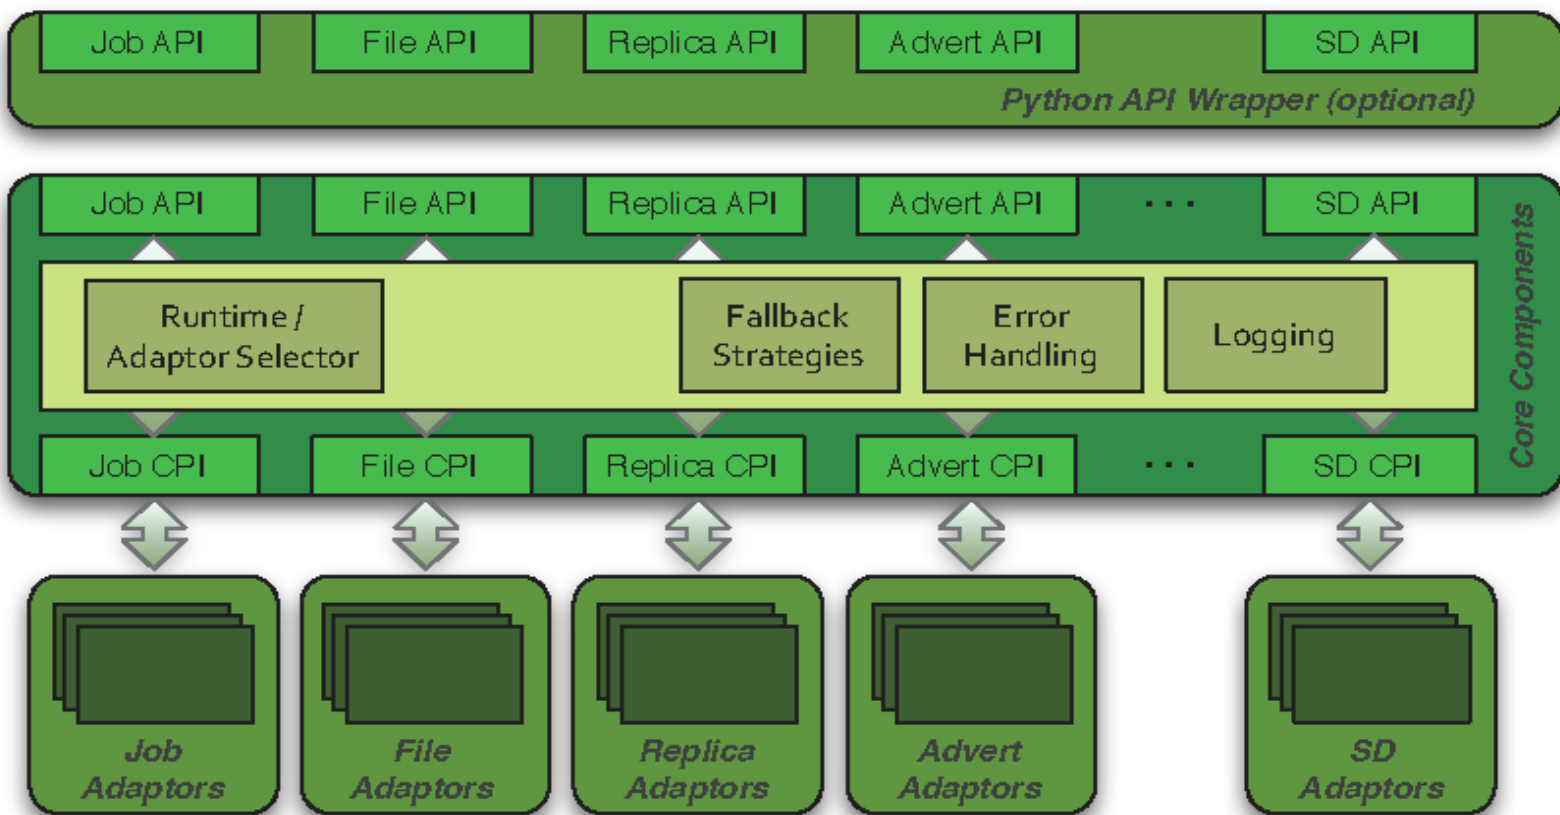 Job API
File API
Replica API
Advert API
SD API
Python API Wrapper (optional)
Job API
File API
Replica API
Advert API
...
SD API
Core Components
Runtime /
Adaptor Selector
Fallback
Strategies
Error
Handling
Logging
Job CPI
File CPI
Replica CPI
Advert CPI
...
SD CPI
Job
Adaptors
File
Adaptors
Replica
Adaptors
Advert
Adaptors
SD
Adaptors